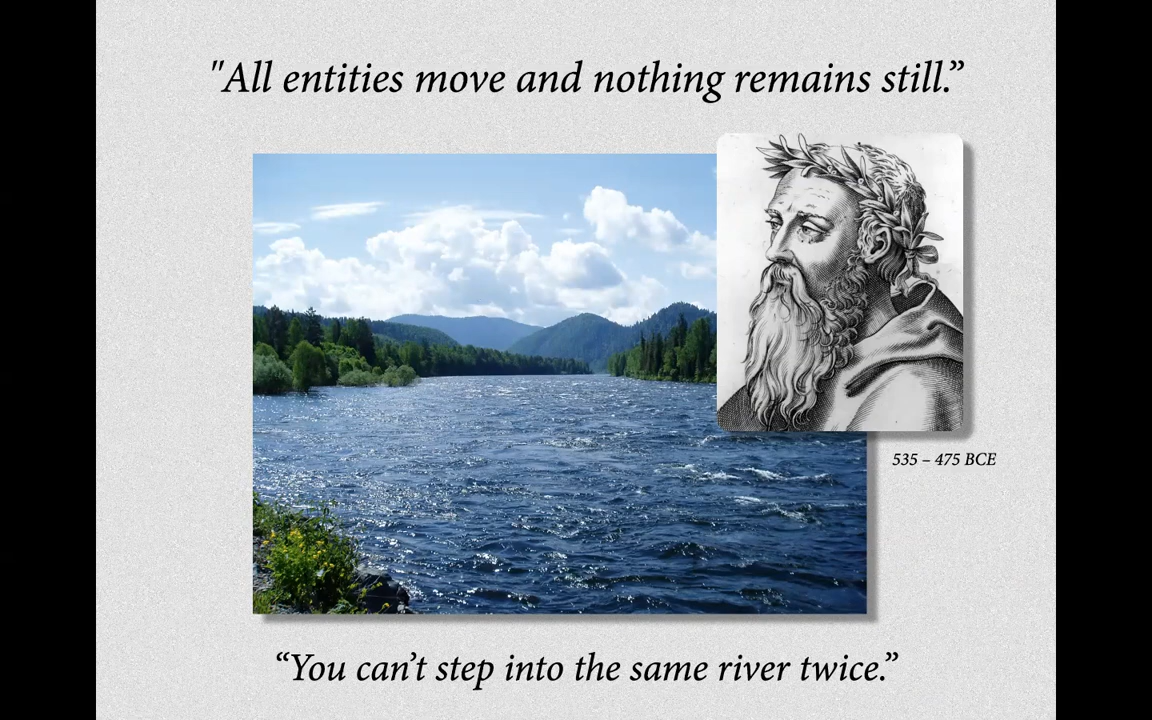 "All entities move and nothing remains still.”
535 – 475 BCE
“You can’t step into the same river twice.”